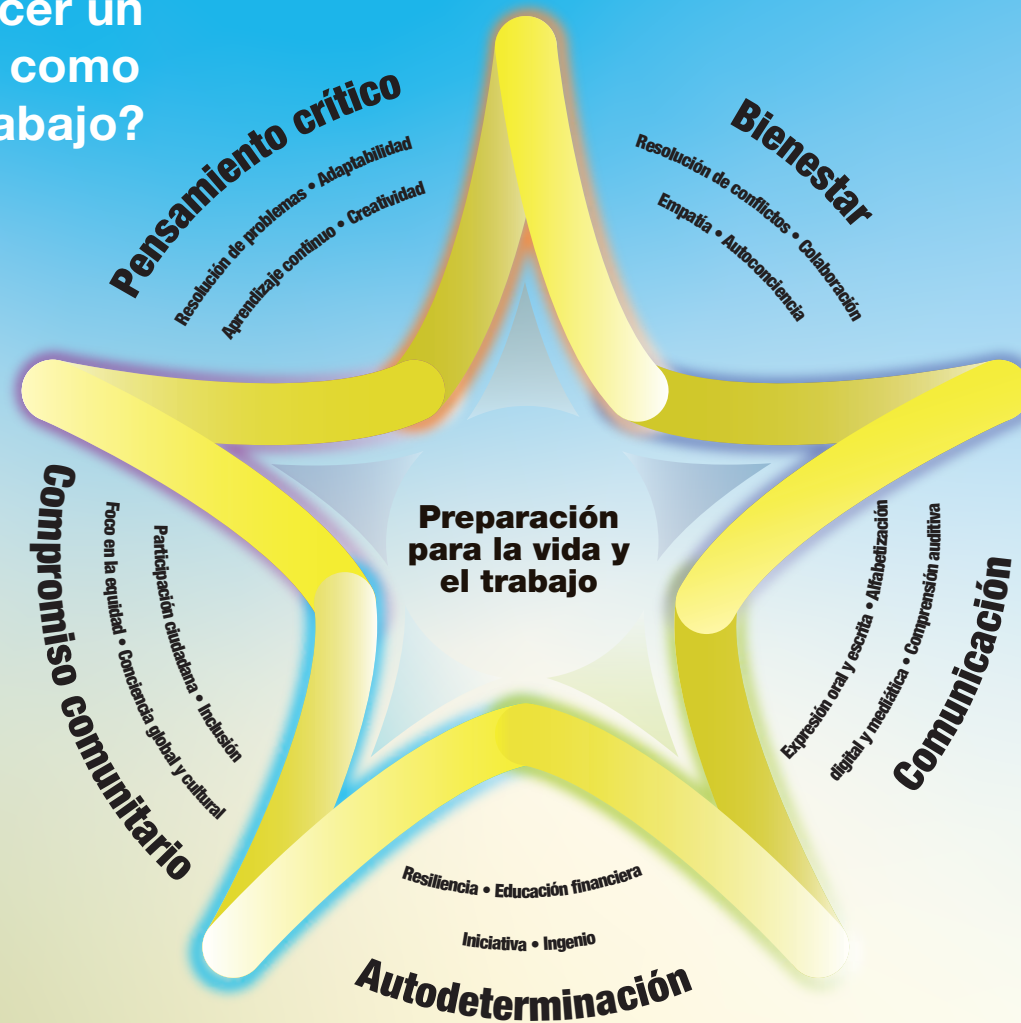 cer un
como
abajo?
Pensamiento crítico
Resolución de problemas • Adaptabilidad
Aprendizaje continuo • Creatividad
Bienestar
Resolución de conflictos • Colaboración
Empatía • Autoconciencia
Preparación
para la vida y
el trabajo
Compromiso comunitario
Foco en la equidad • Conciencia global y cultural
Participación ciudadana • Inclusión
Expresión oral y escrita • Alfabetización
digital y mediática • Comprensión auditiva
Comunicación
Resiliencia • Educación financiera
Iniciativa • Ingenio
Autodeterminación